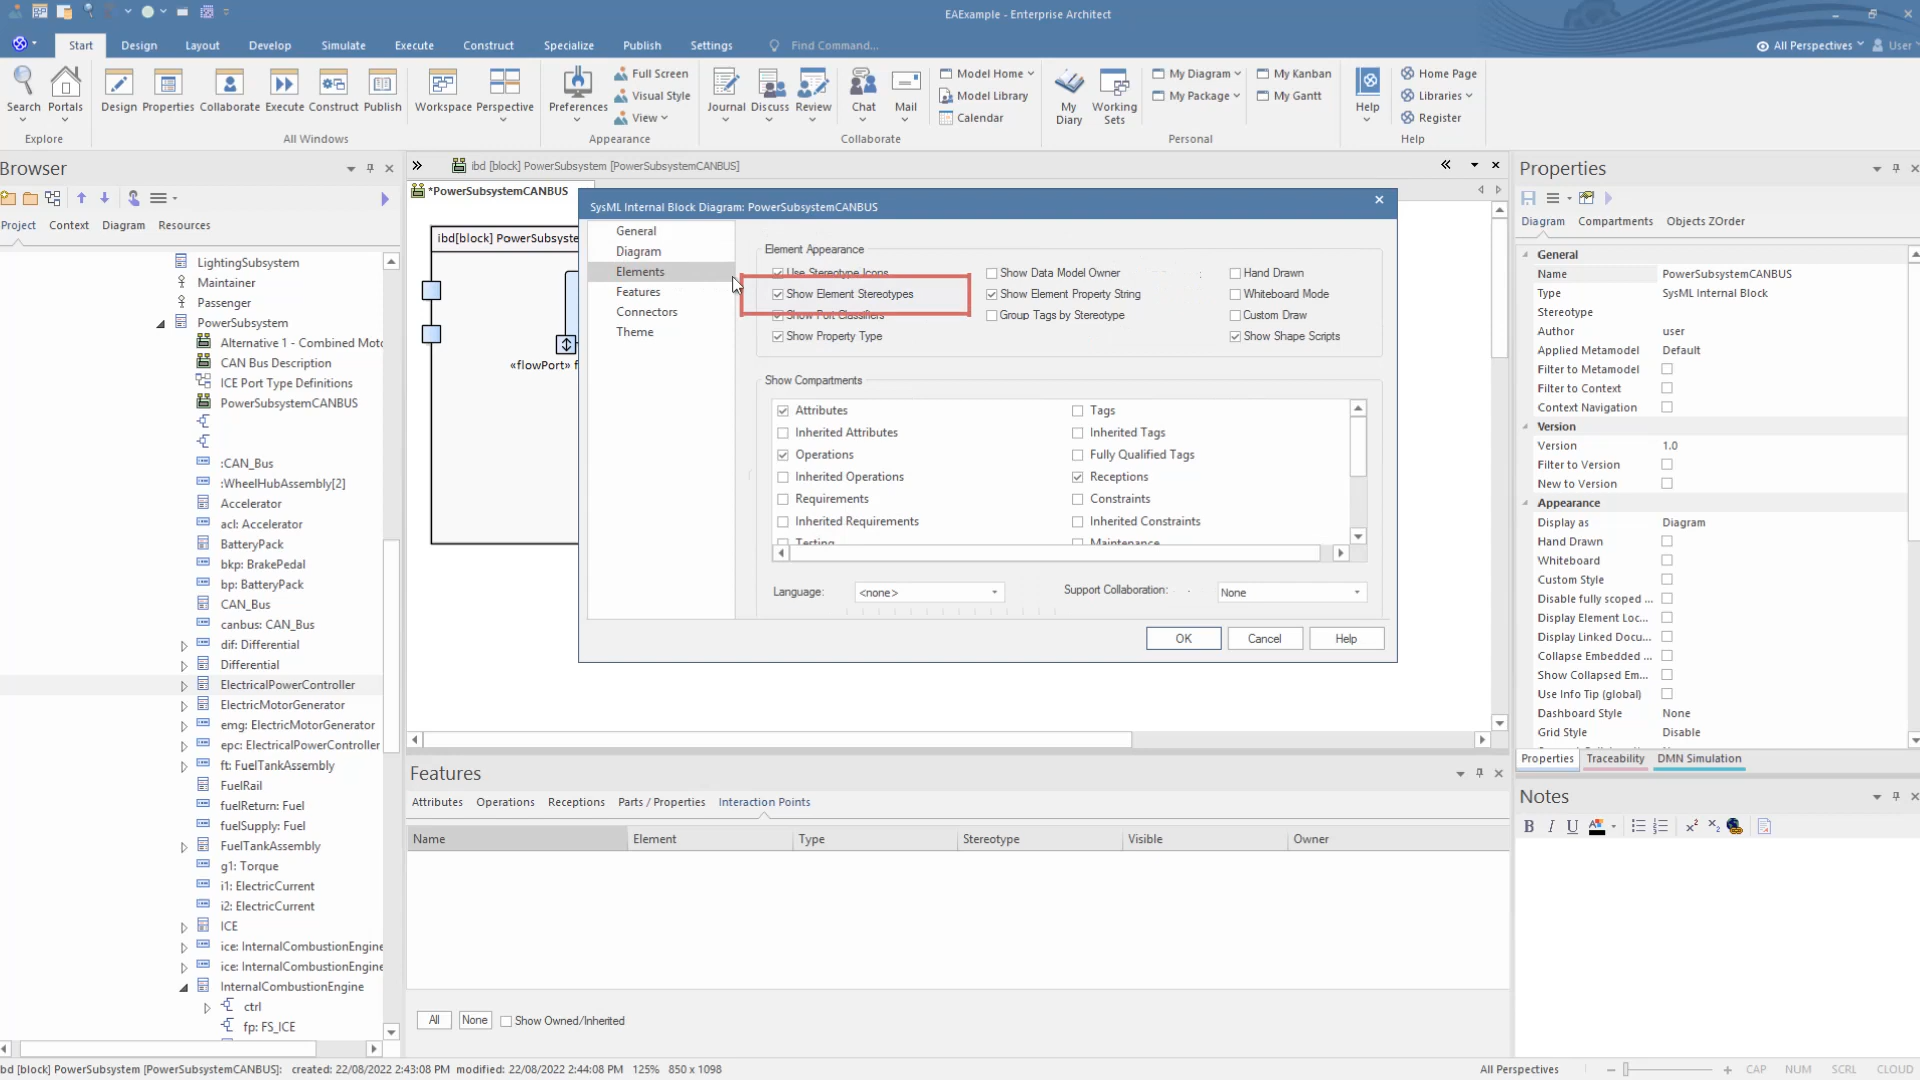 EAExample - Enterprise Architect
Start Design Layout Develop Simulate Execute Construct Specialize Publish Settings Find Command... All Perspectives User
Search Portals Design Properties Collaborate Execute Construct Publish Workspace Perspective Preferences Journal Discuss Review Chat Mail My Diary Working Sets Help
Full Screen Model Home My Diagram My Kanban Home Page
Visual Style Model Library My Package My Gantt Libraries
View Calendar Register
Explore All Windows Appearance Collaborate Personal Help
Browser
Project Context Diagram Resources
LightingSubsystem
Maintainer
Passenger
PowerSubsystem
Alternative 1 - Combined Moto
CAN Bus Description
ICE Port Type Definitions
PowerSubsystemCANBUS
:CAN_Bus
:WheelHubAssembly[2]
Accelerator
acl: Accelerator
BatteryPack
bkp: BrakePedal
bp: BatteryPack
CAN_Bus
canbus: CAN_Bus
dif: Differential
Differential
ElectricalPowerController
ElectricMotorGenerator
emg: ElectricMotorGenerator
epc: ElectricalPowerController
ft: FuelTankAssembly
FuelRail
fuelReturn: Fuel
fuelSupply: Fuel
FuelTankAssembly
g1: Torque
i1: ElectricCurrent
i2: ElectricCurrent
ICE
ice: InternalCombustionEngine
ice: InternalCombustionEngine
InternalCombustionEngine
ctrl
fp: FS_ICE
ibd [block] PowerSubsystem [PowerSubsystemCANBUS]
*PowerSubsystemCANBUS
ibd[block] PowerSubsyste
«flowPort» f
SysML Internal Block Diagram: PowerSubsystemCANBUS
General
Diagram
Elements
Features
Connectors
Theme
Element Appearance
Use Stereotype Icons Show Data Model Owner Hand Drawn
Show Element Stereotypes Show Element Property String Whiteboard Mode
Show Port Classifiers Group Tags by Stereotype Custom Draw
Show Property Type Show Shape Scripts
Show Compartments
Attributes Tags
Inherited Attributes Inherited Tags
Operations Fully Qualified Tags
Inherited Operations Receptions
Requirements Constraints
Inherited Requirements Inherited Constraints
Testing Maintenance
Language: <none> Support Collaboration: None
OK Cancel Help
Features
Attributes Operations Receptions Parts / Properties Interaction Points
Name Element Type Stereotype Visible Owner
All None Show Owned/Inherited
Properties
Diagram Compartments Objects ZOrder
General
Name PowerSubsystemCANBUS
Type SysML Internal Block
Stereotype
Author user
Applied Metamodel Default
Filter to Metamodel
Filter to Context
Context Navigation
Version
Version 1.0
Filter to Version
New to Version
Appearance
Display as Diagram
Hand Drawn
Whiteboard
Custom Style
Disable fully scoped ...
Display Element Loc...
Display Linked Docu...
Collapse Embedded ...
Show Collapsed Em...
Use Info Tip (global)
Dashboard Style None
Grid Style Disable
Properties Traceability DMN Simulation
Notes
B I U
bd [block] PowerSubsystem [PowerSubsystemCANBUS]: created: 22/08/2022 2:43:08 PM modified: 22/08/2022 2:44:08 PM 125% 850 x 1098 All Perspectives CAP NUM SCRL CLOUD